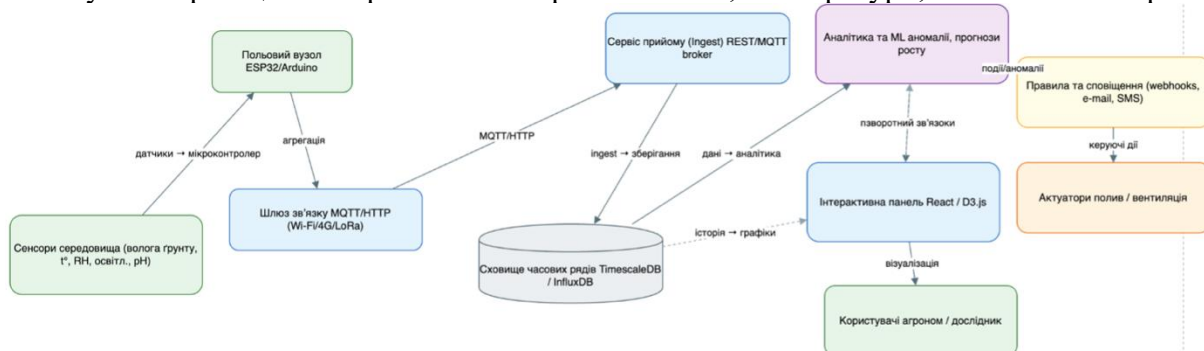 Польовий вузол
ESP32/Arduino
Сервіс прийому (Ingest) REST/MQTT
broker
Аналітика та ML аномалії, прогнози
росту
події/аномалії
Правила та сповіщення (webhooks,
e-mail, SMS)
MQTT/HTTP
агрегація
датчики → мікроконтролер
ingest → зберігання
дані → аналітика
пзворотний зв'язоки
керуючі дії
Шлюз зв'язку MQTT/HTTP
(Wi-Fi/4G/LoRa)
Інтерактивна панель React / D3.js
Актуатори полив / вентиляція
Сенсори середовища (волога ґрунту,
t°, RH, освітл., pH)
історія → графіки
Сховище часових рядів TimescaleDB
/ InfluxDB
візуалізація
Користувачі агроном / дослідник